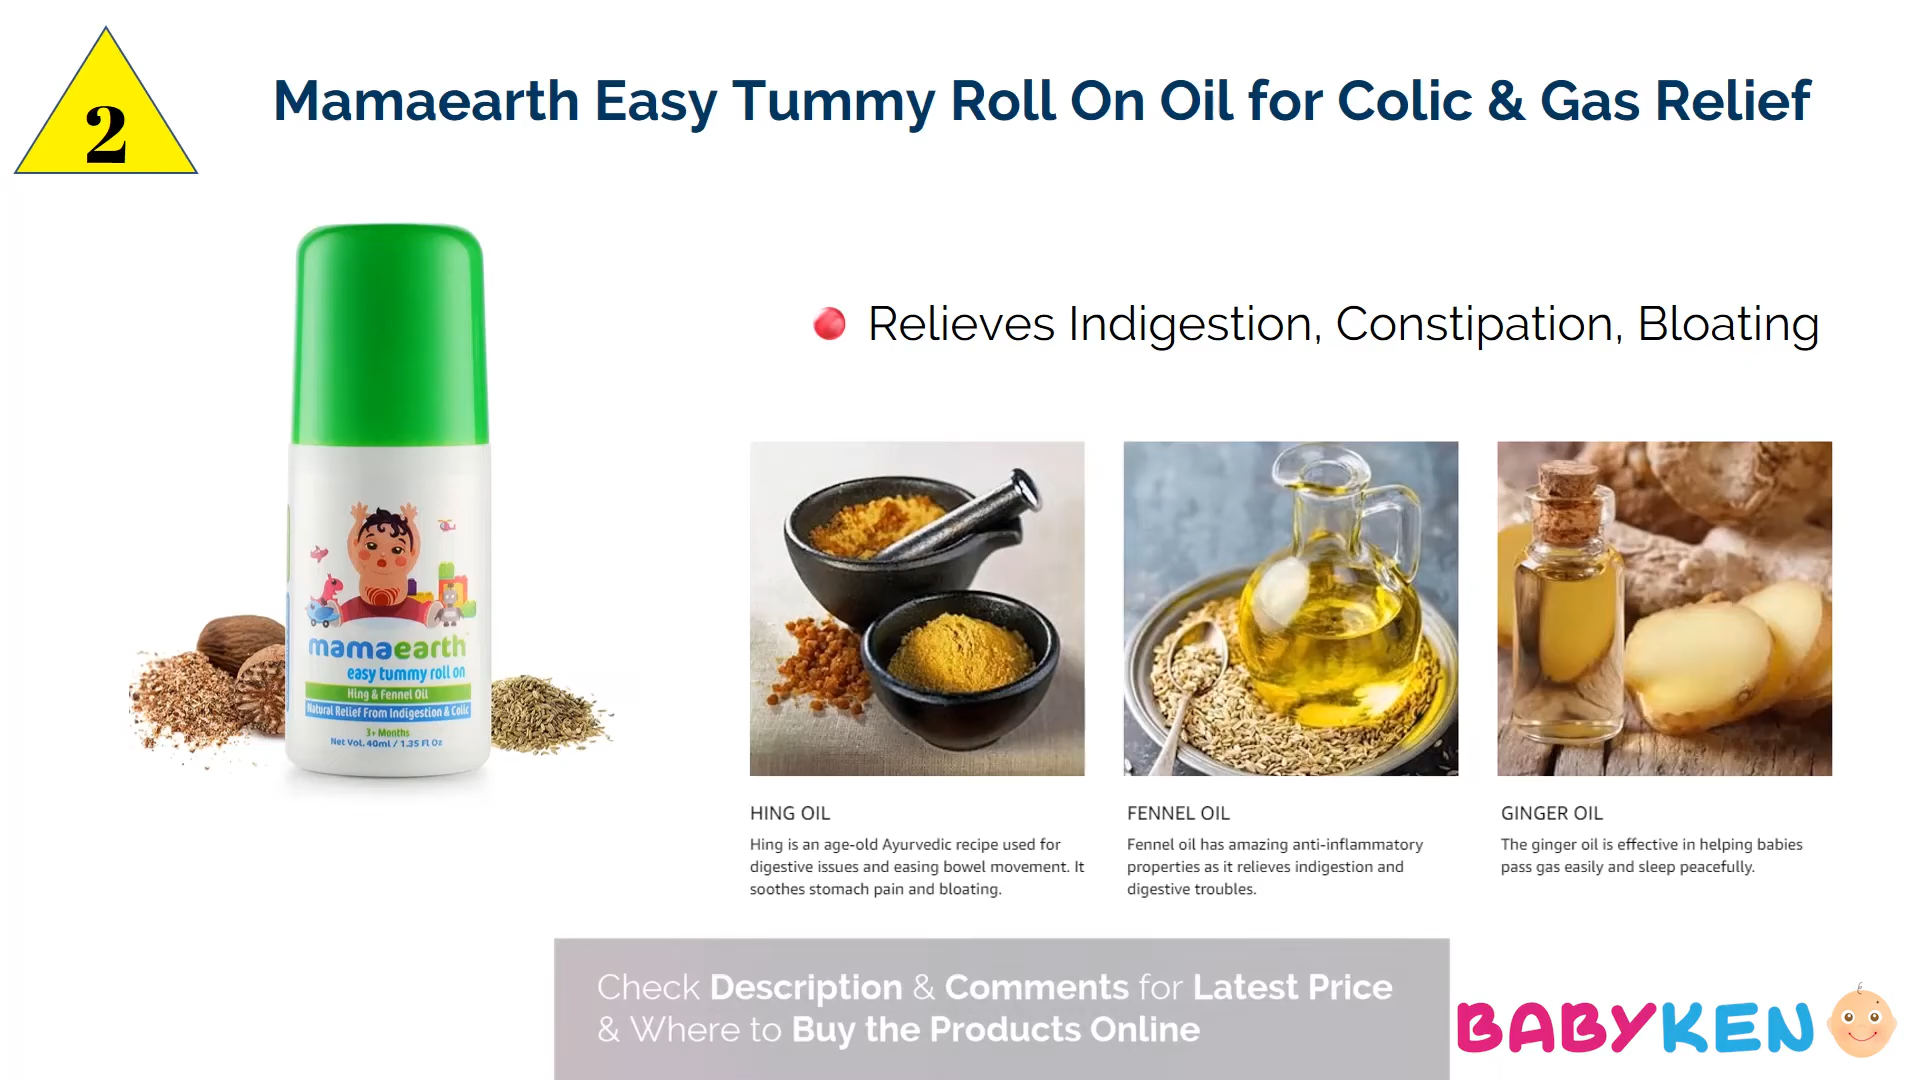 2
Mamaearth Easy Tummy Roll On Oil for Colic & Gas Relief
Relieves Indigestion, Constipation, Bloating
mamaearth
easy tummy roll on
Hing & Fennel Oil
Natural Relief From Indigestion & Colic
3+ Months
Net Vol. 40ml / 1.35 Fl Oz
HING OIL
Hing is an age-old Ayurvedic recipe used for
digestive issues and easing bowel movement. It
soothes stomach pain and bloating.
FENNEL OIL
Fennel oil has amazing anti-inflammatory
properties as it relieves indigestion and
digestive troubles.
GINGER OIL
The ginger oil is effective in helping babies
pass gas easily and sleep peacefully.
Check Description & Comments for Latest Price
& Where to Buy the Products Online
BABYKEN